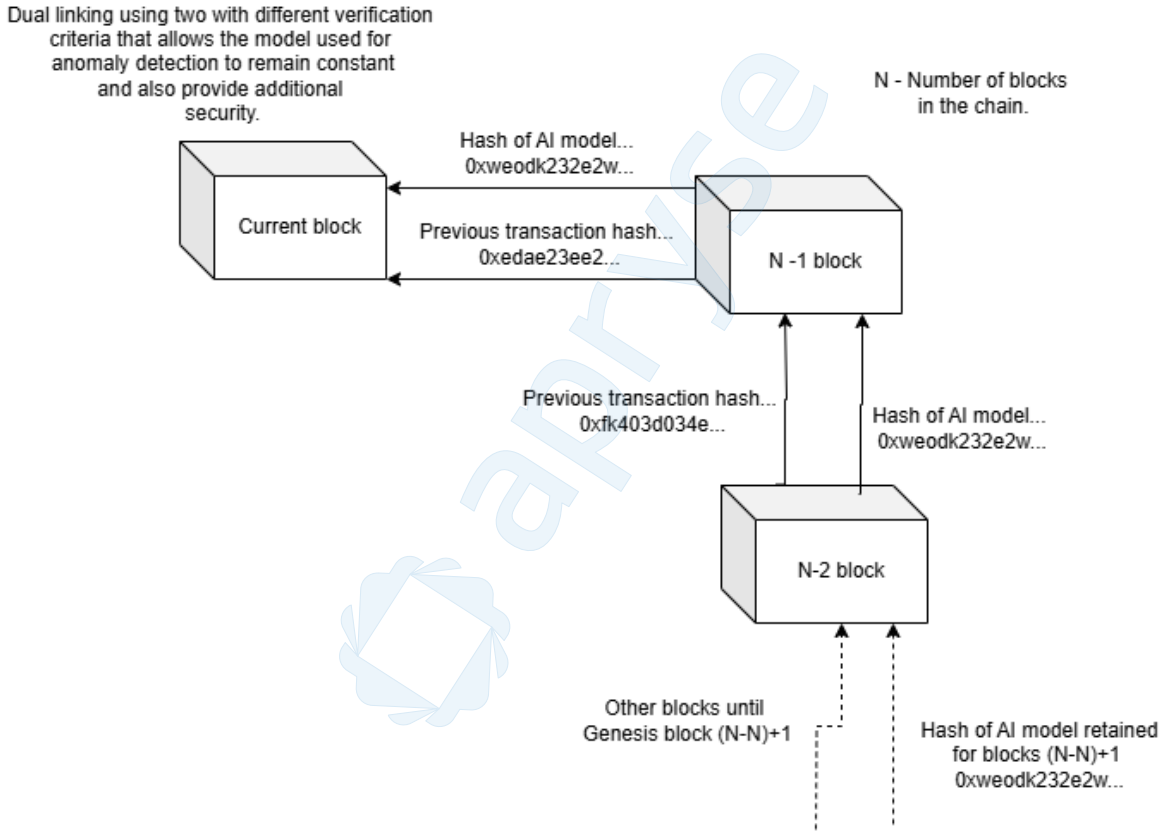 Dual linking using two with different verification
criteria that allows the model used for
anomaly detection to remain constant
and also provide additional
security.
N - Number of blocks
in the chain.
Hash of AI model...
0xweodk232e2w...
Current block
Previous transaction hash...
0xedae23ee2...
N -1 block
Previous transaction hash...
0xfk403d034e...
Hash of AI model...
0xweodk232e2w...
N-2 block
Other blocks until
Genesis block (N-N)+1
Hash of AI model retained
for blocks (N-N)+1
0xweodk232e2w...
apryse